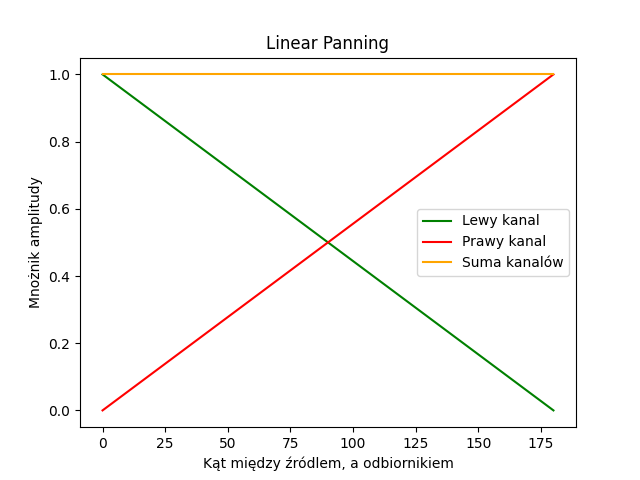 Linear Panning
Mnożnik amplitudy
1.0
0.8
0.6
0.4
0.2
0.0
Lewy kanal
Prawy kanal
Suma kanalów
0
25
50
75
100
125
150
175
Kąt między źródlem, a odbiornikiem